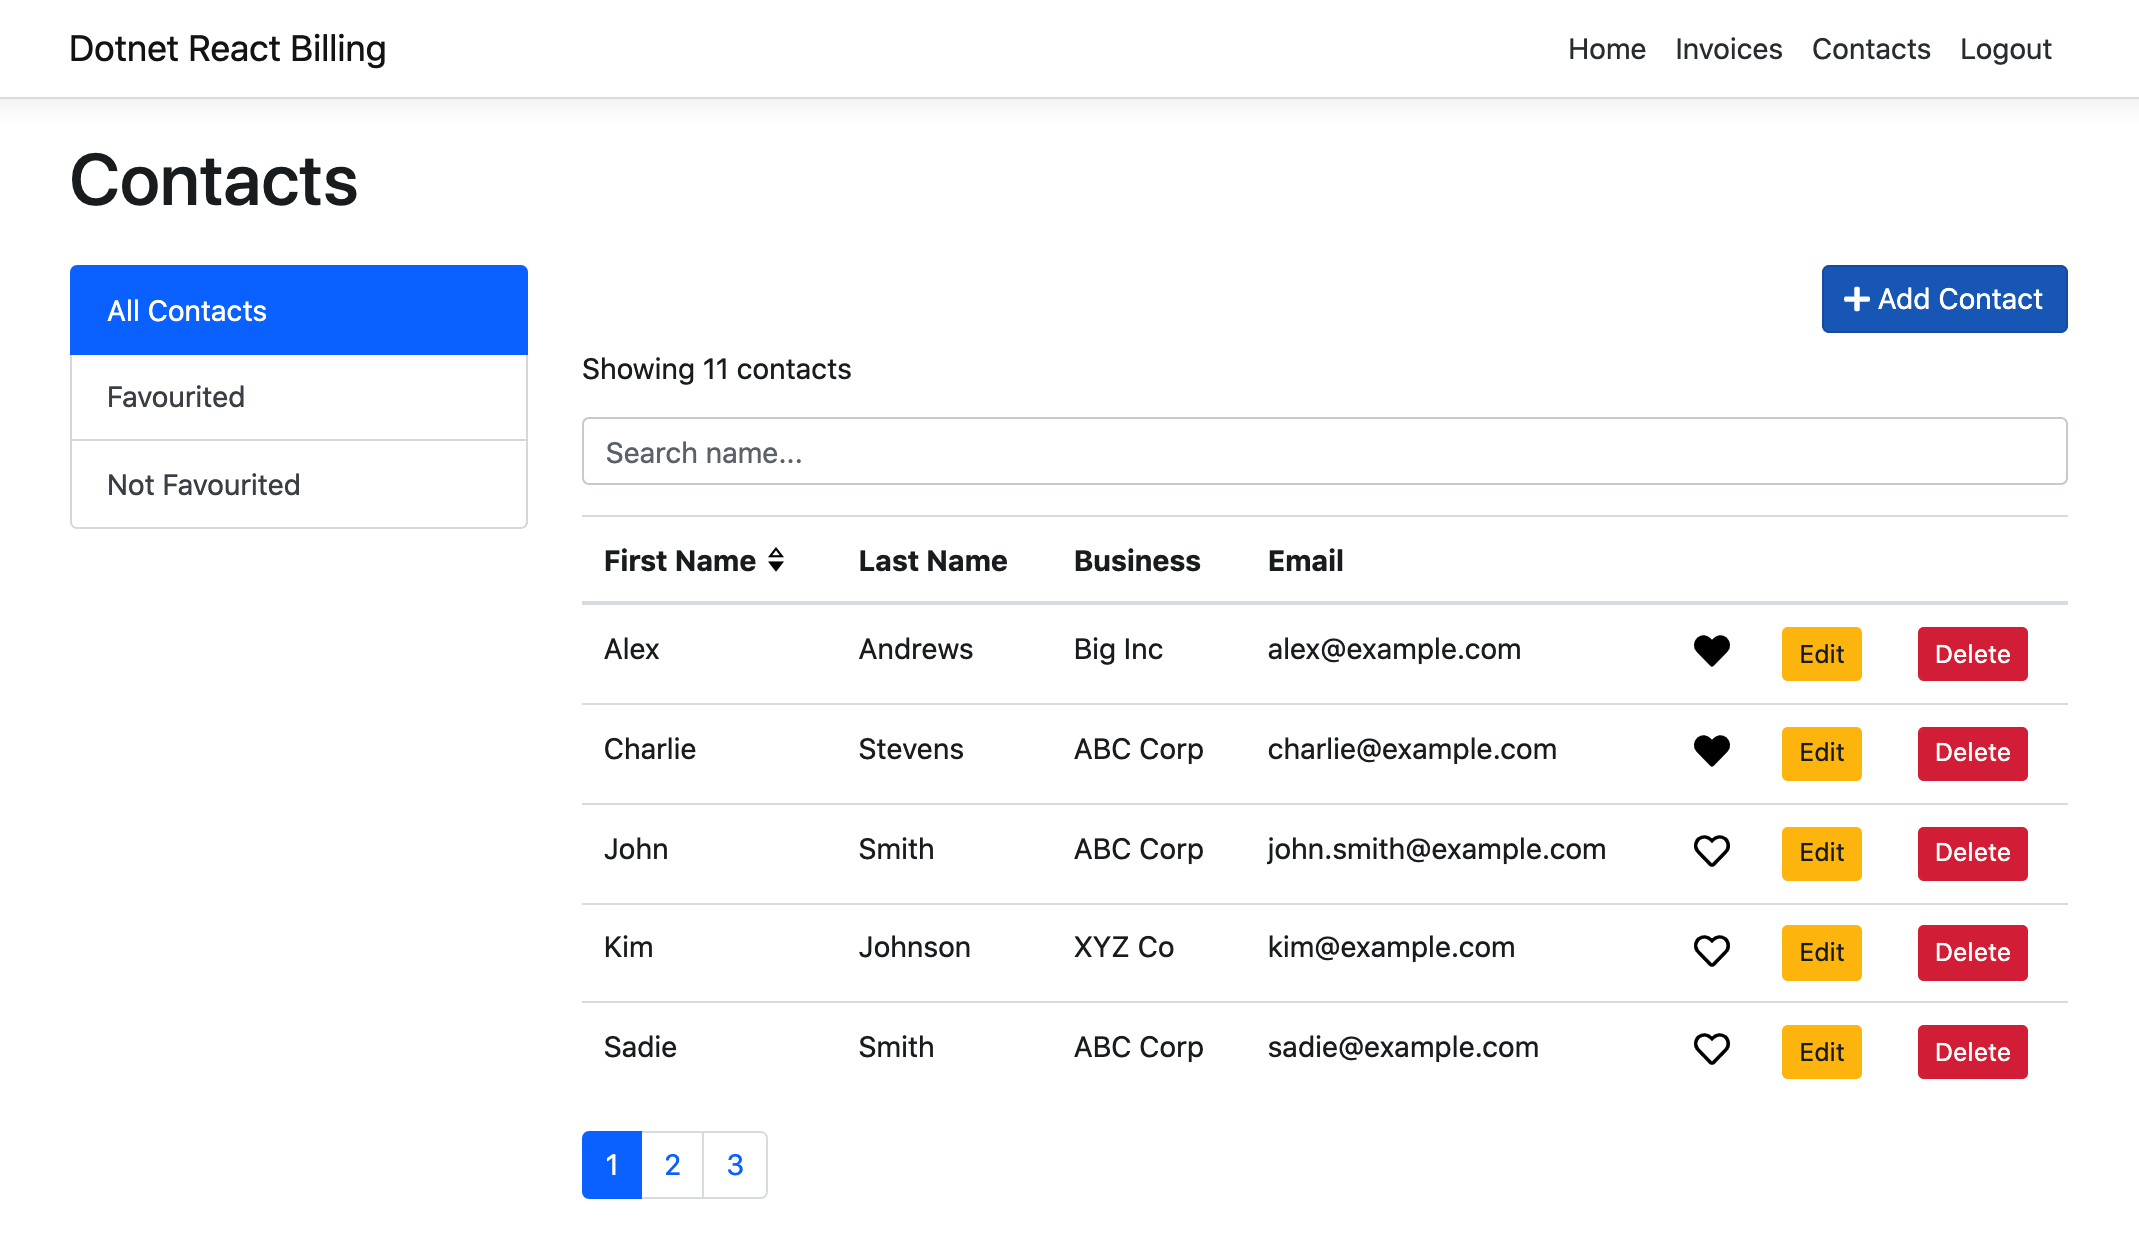 Dotnet React Billing Home Invoices Contacts Logout
Contacts
All Contacts
Favourited
Not Favourited
Add Contact
Showing 11 contacts
Search name...
First Name Last Name Business Email
Alex Andrews Big Inc alex@example.com Edit Delete
Charlie Stevens ABC Corp charlie@example.com Edit Delete
John Smith ABC Corp john.smith@example.com Edit Delete
Kim Johnson XYZ Co kim@example.com Edit Delete
Sadie Smith ABC Corp sadie@example.com Edit Delete
1 2 3